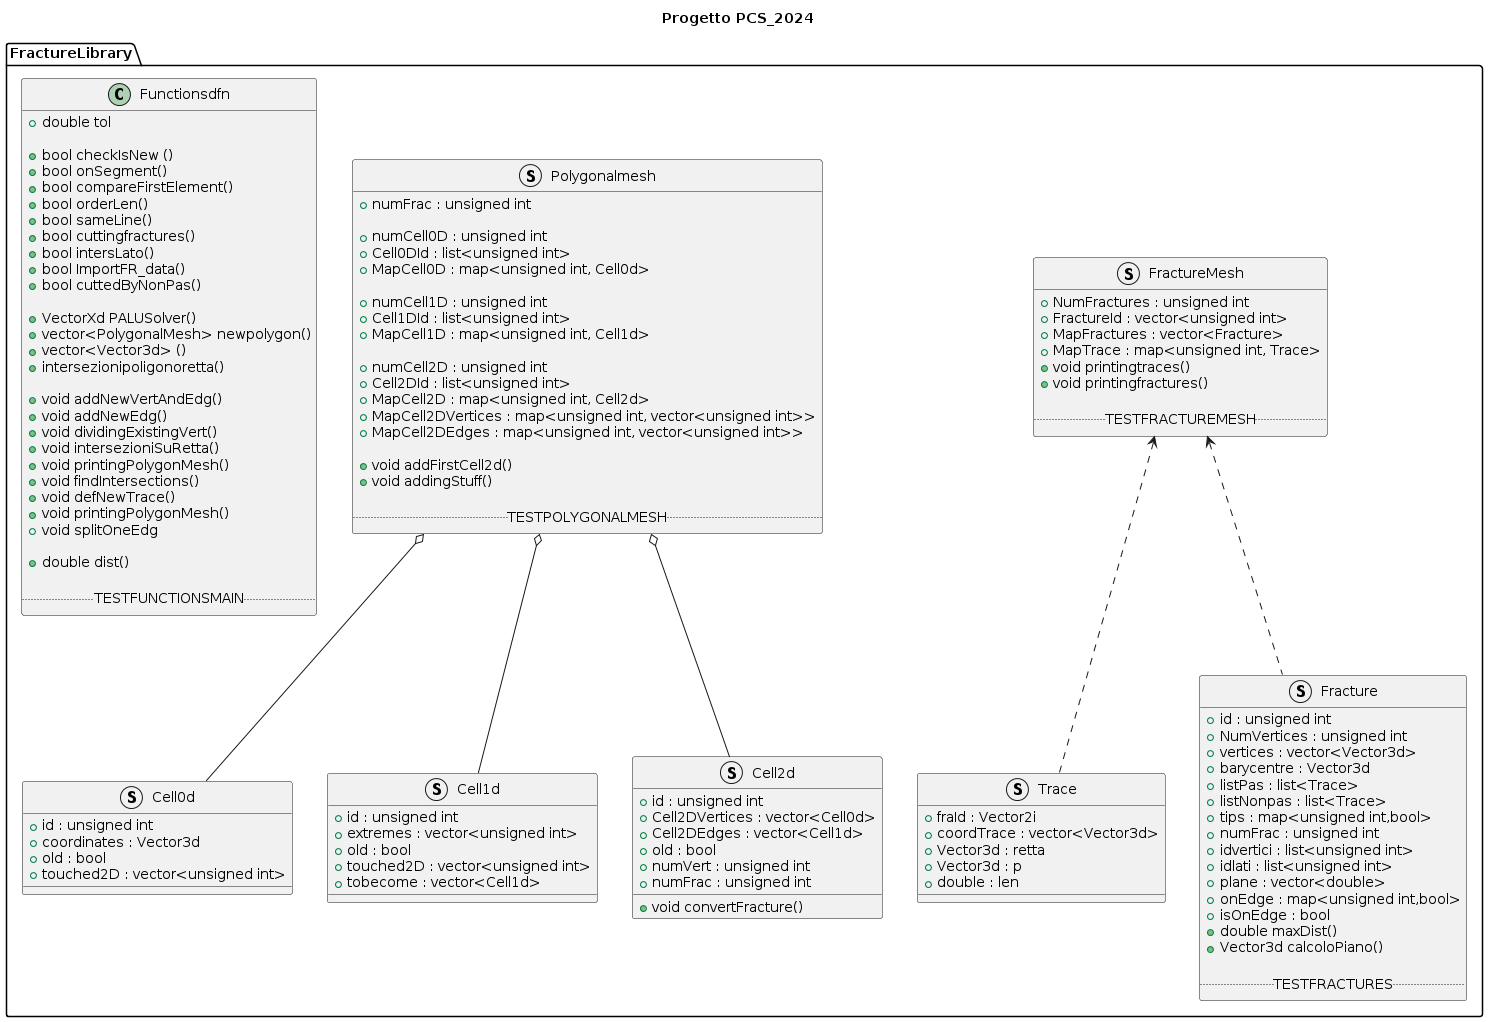 Progetto PCS_2024
FractureLibrary
C Functionsdfn
double tol
bool checkIsNew ()
bool onSegment()
bool compareFirstElement()
bool orderLen()
bool sameLine()
bool cuttingfractures()
bool intersLato()
bool ImportFR_data()
bool cuttedByNonPas()
VectorXd PALUSolver()
vector<PolygonalMesh> newpolygon()
vector<Vector3d> ()
intersezionipoligonoretta()
void addNewVertAndEdg()
void addNewEdg()
void dividingExistingVert()
void intersezioniSuRetta()
void printingPolygonMesh()
void findIntersections()
void defNewTrace()
void printingPolygonMesh()
void splitOneEdg
double dist()
TESTFUNCTIONSMAIN
S Polygonalmesh
numFrac : unsigned int
numCell0D : unsigned int
Cell0DId : list<unsigned int>
MapCell0D : map<unsigned int, Cell0d>
numCell1D : unsigned int
Cell1DId : list<unsigned int>
MapCell1D : map<unsigned int, Cell1d>
numCell2D : unsigned int
Cell2DId : list<unsigned int>
MapCell2D : map<unsigned int, Cell2d>
MapCell2DVertices : map<unsigned int, vector<unsigned int>>
MapCell2DEdges : map<unsigned int, vector<unsigned int>>
void addFirstCell2d()
void addingStuff()
TESTPOLYGONALMESH
S FractureMesh
NumFractures : unsigned int
FractureId : vector<unsigned int>
MapFractures : vector<Fracture>
MapTrace : map<unsigned int, Trace>
void printingtraces()
void printingfractures()
TESTFRACTUREMESH
S Cell0d
id : unsigned int
coordinates : Vector3d
old : bool
touched2D : vector<unsigned int>
S Cell1d
id : unsigned int
extremes : vector<unsigned int>
old : bool
touched2D : vector<unsigned int>
tobecome : vector<Cell1d>
S Cell2d
id : unsigned int
Cell2DVertices : vector<Cell0d>
Cell2DEdges : vector<Cell1d>
old : bool
numVert : unsigned int
numFrac : unsigned int
void convertFracture()
S Trace
fraId : Vector2i
coordTrace : vector<Vector3d>
Vector3d : retta
Vector3d : p
double : len
S Fracture
id : unsigned int
NumVertices : unsigned int
vertices : vector<Vector3d>
barycentre : Vector3d
listPas : list<Trace>
listNonpas : list<Trace>
tips : map<unsigned int,bool>
numFrac : unsigned int
idvertici : list<unsigned int>
idlati : list<unsigned int>
plane : vector<double>
onEdge : map<unsigned int,bool>
isOnEdge : bool
double maxDist()
Vector3d calcoloPiano()
TESTFRACTURES